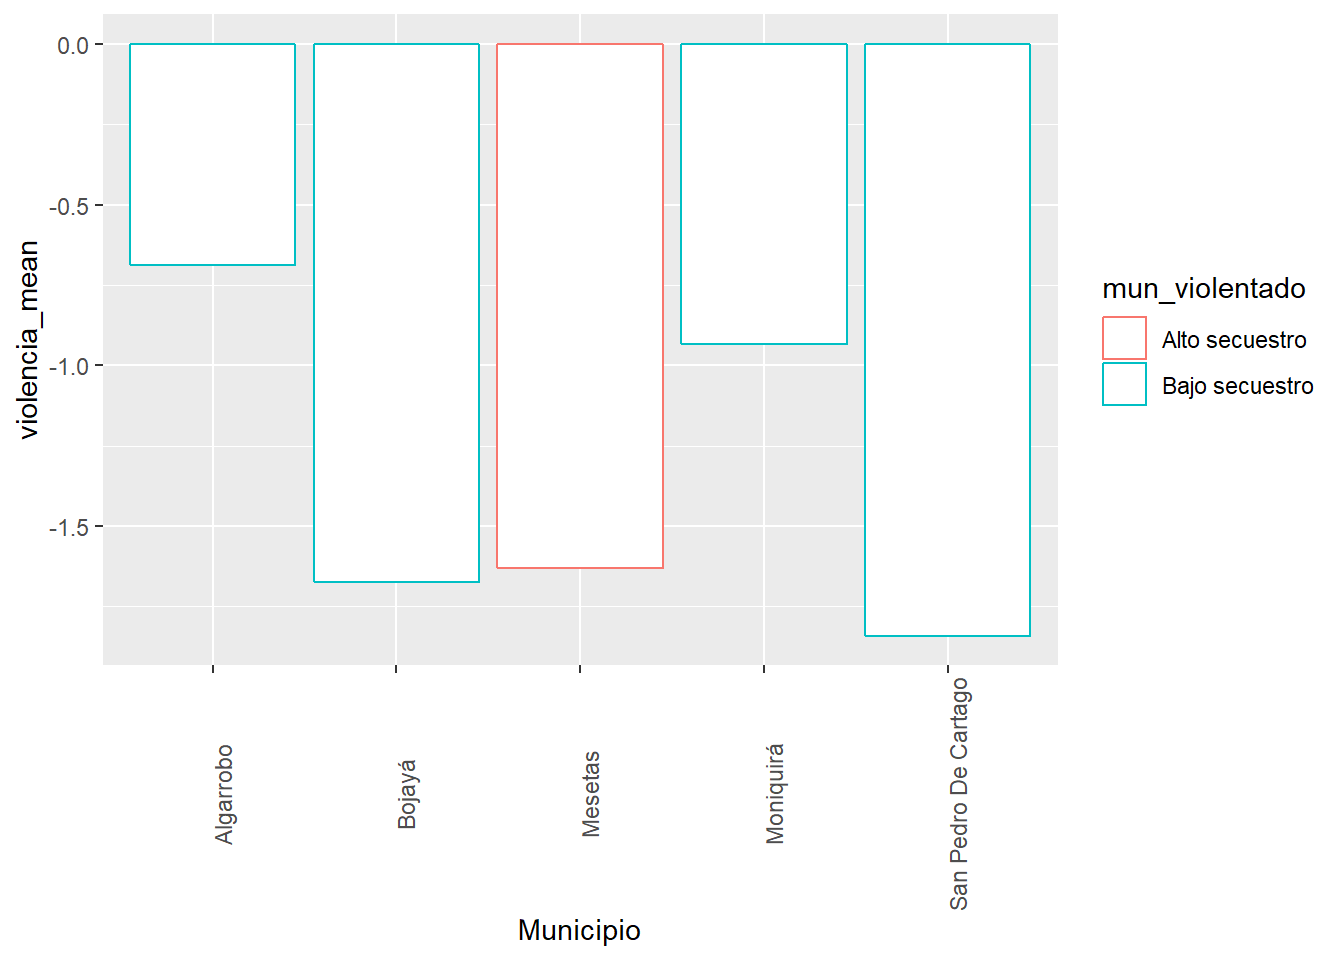 0.0
-0.5
-1.0
-1.5
violencia_mean
Algarrobo
Bojayá
Mesetas
Moniquirá
San Pedro De Cartago
Municipio
mun_violentado
Alto secuestro
Bajo secuestro